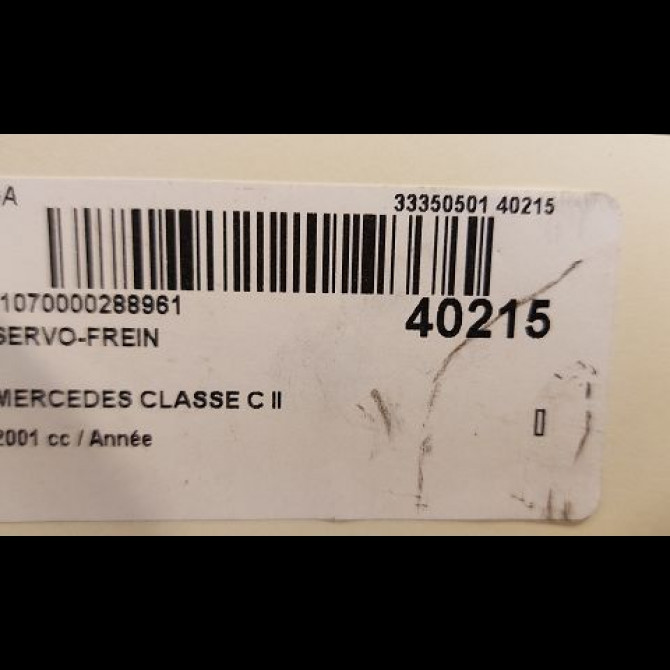 -A 33350501 40215
1070000288961 40215
SERVO-FREIN
MERCEDES CLASSE C II
2001 cc / Année